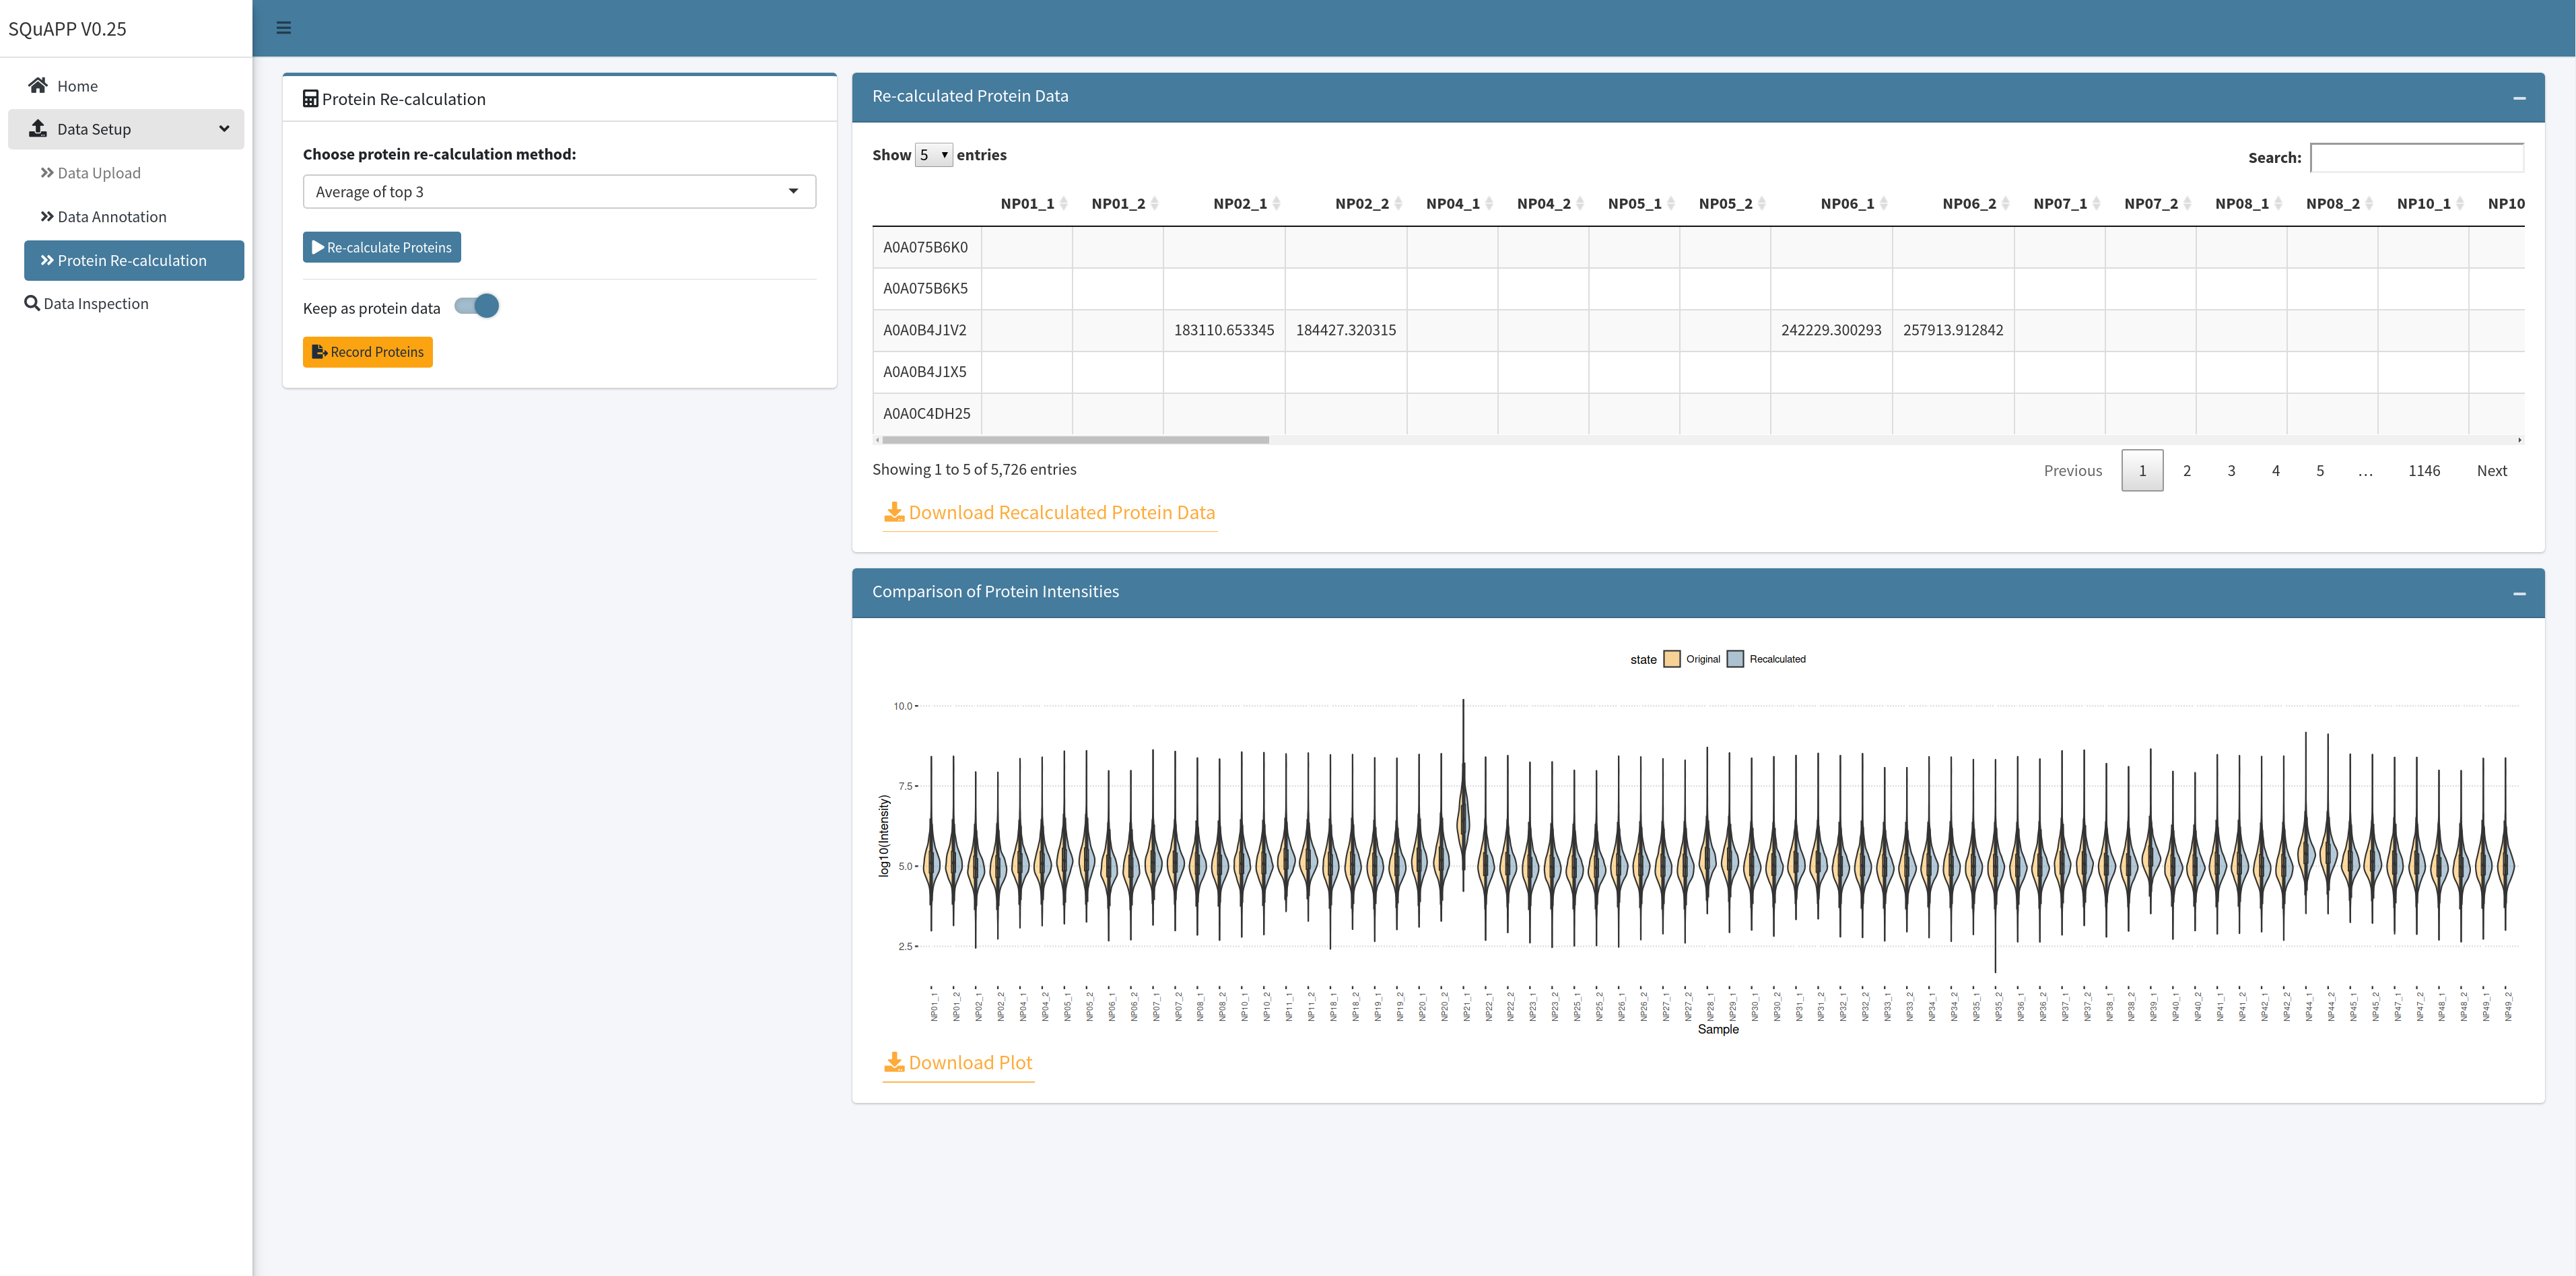 SQuAPP V0.25
Home
Data Setup
Data Upload
Data Annotation
Protein Re-calculation
Data Inspection
Protein Re-calculation
Choose protein re-calculation method:
Average of top 3
Re-calculate Proteins
Keep as protein data
Record Proteins
Re-calculated Protein Data
Show 5 entries
Search:
NP01_1 NP01_2 NP02_1 NP02_2 NP04_1 NP04_2 NP05_1 NP05_2 NP06_1 NP06_2 NP07_1 NP07_2 NP08_1 NP08_2 NP10_1 NP10
A0A075B6K0
A0A075B6K5
A0A0B4J1V2 183110.653345 184427.320315 242229.300293 257913.912842
A0A0B4J1X5
A0A0C4DH25
Showing 1 to 5 of 5,726 entries
Previous 1 2 3 4 5 ... 1146 Next
Download Recalculated Protein Data
Comparison of Protein Intensities
state Original Recalculated
10.0
7.5
5.0
2.5
log10(Intensity)
NP01_1 NP01_2 NP02_1 NP02_2 NP04_1 NP04_2 NP05_1 NP05_2 NP06_1 NP06_2 NP07_1 NP07_2 NP08_1 NP08_2 NP10_1 NP10_2 NP11_1 NP11_2 NP18_1 NP18_2 NP19_1 NP19_2 NP20_1 NP20_2 NP21_1 NP22_1 NP22_2 NP23_1 NP23_2 NP25_1 NP25_2 NP26_1 NP26_2 NP27_1 NP27_2 NP28_1 NP29_1 NP30_1 NP30_2 NP31_1 NP31_2 NP32_1 NP32_2 NP33_1 NP33_2 NP34_1 NP34_2 NP35_1 NP35_2 NP36_1 NP36_2 NP37_1 NP37_2 NP38_1 NP38_2 NP39_1 NP40_1 NP40_2 NP41_1 NP41_2 NP42_1 NP42_2 NP44_1 NP44_2 NP45_1 NP45_2 NP47_1 NP47_2 NP48_1 NP48_2 NP49_1 NP49_2
Sample
Download Plot